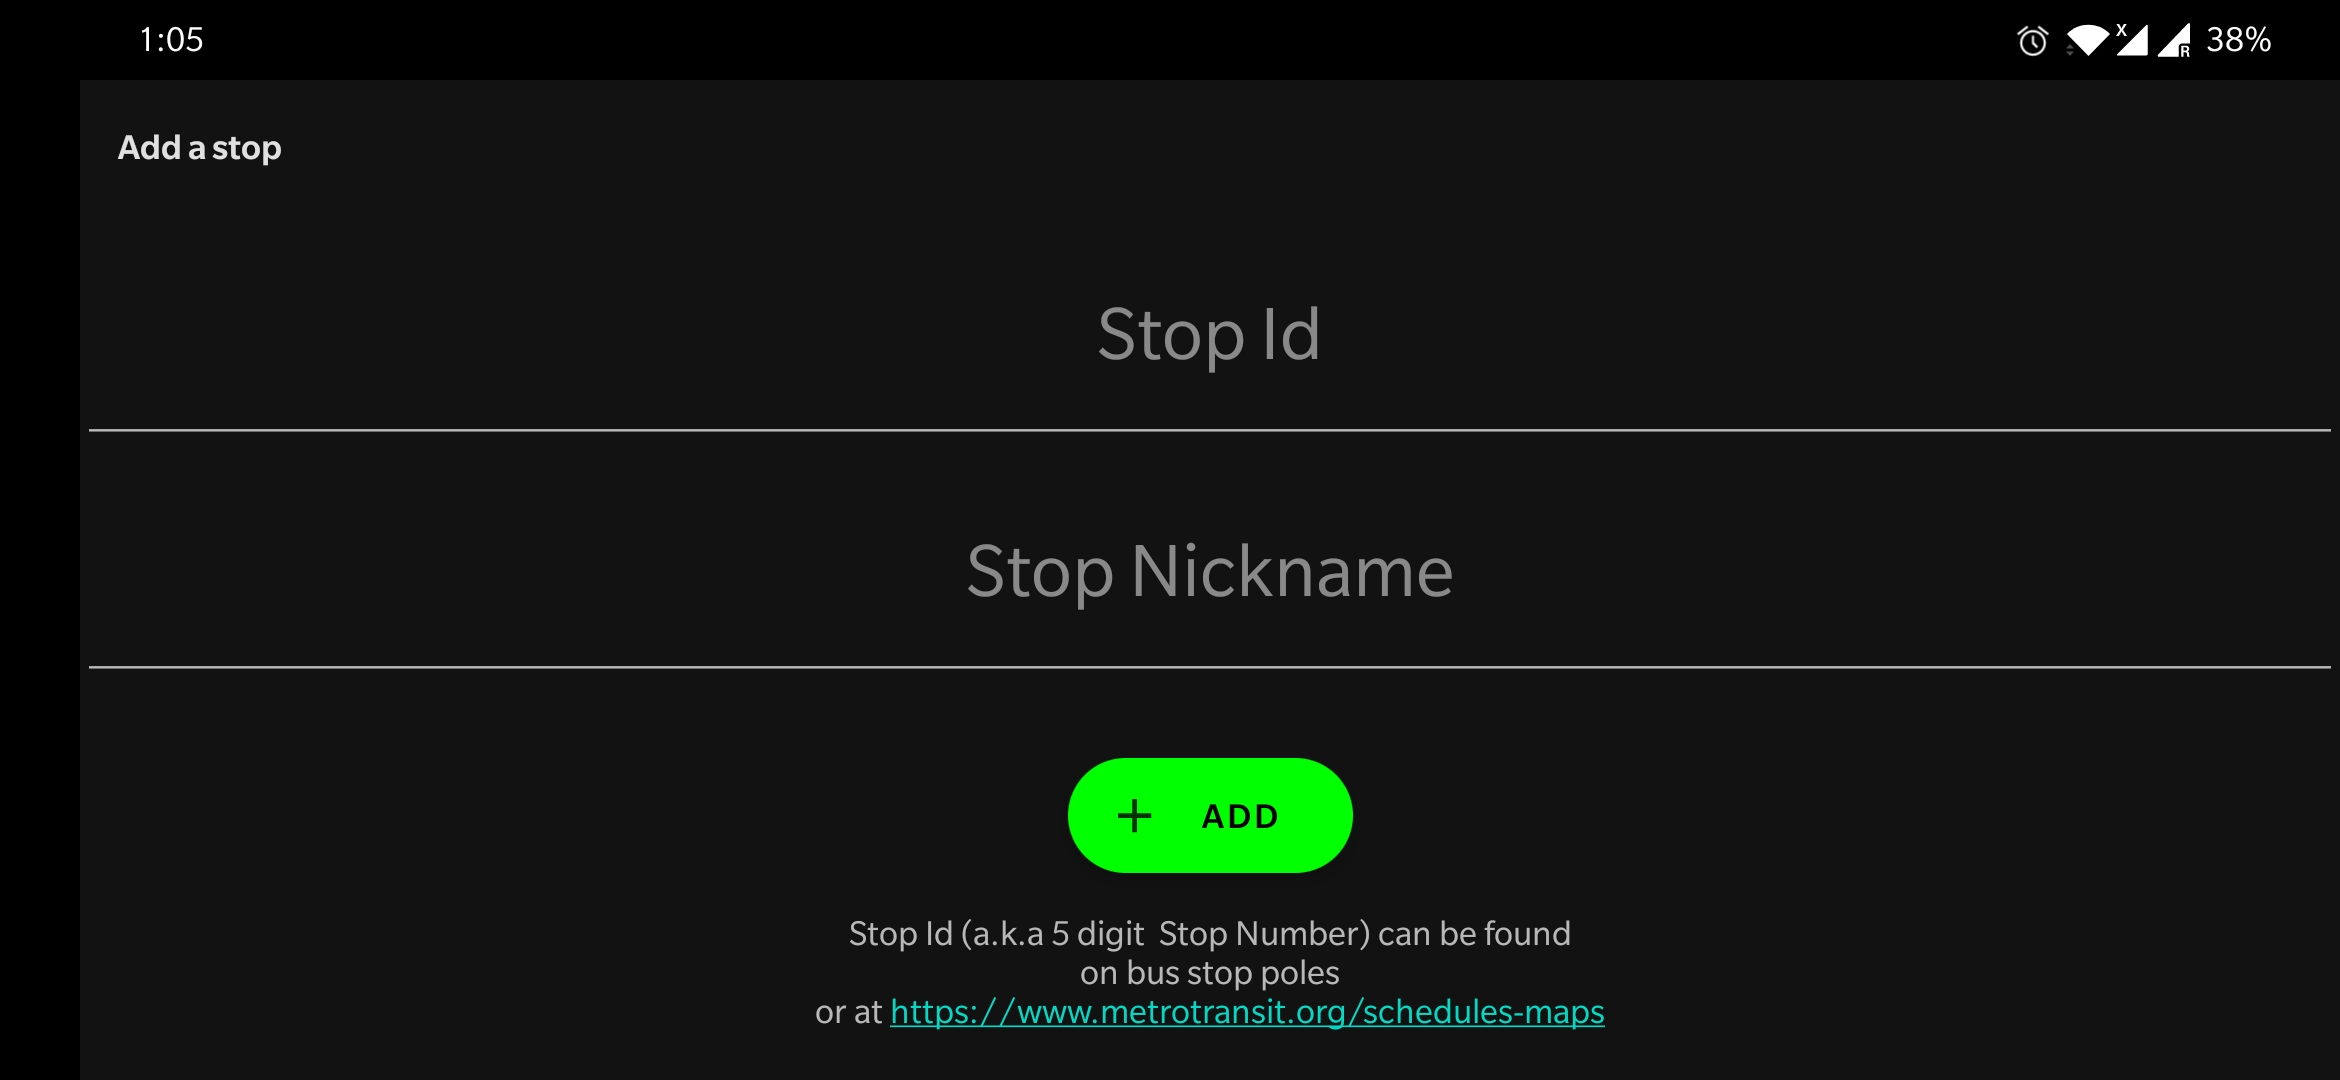 1:05
X
R
38%
Add a stop
Stop Id
Stop Nickname
+ ADD
Stop Id (a.k.a 5 digit  Stop Number) can be found
on bus stop poles
or at https://www.metrotransit.org/schedules-maps